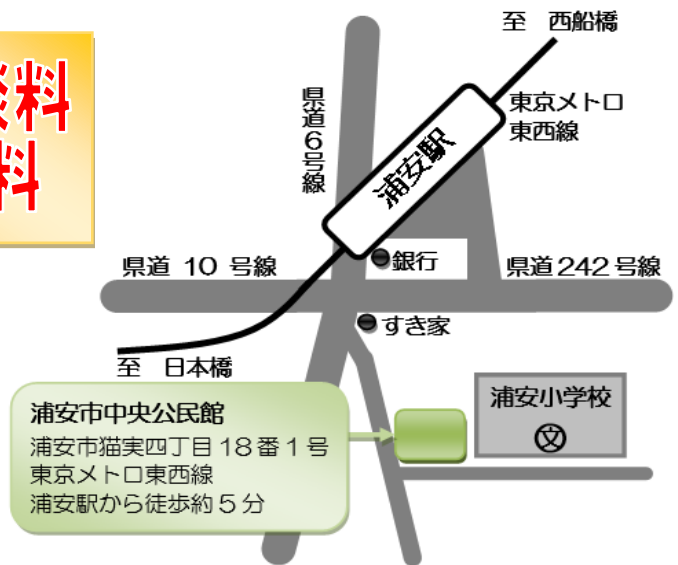 至　西船橋
料
料
県道6号線
東京メトロ
東西線
浦安駅
銀行
県道 10 号線
県道242号線
すき家
至　日本橋
浦安市中央公民館
浦安市猫実四丁目18番1号
東京メトロ東西線
浦安駅から徒歩約5分
浦安小学校
文